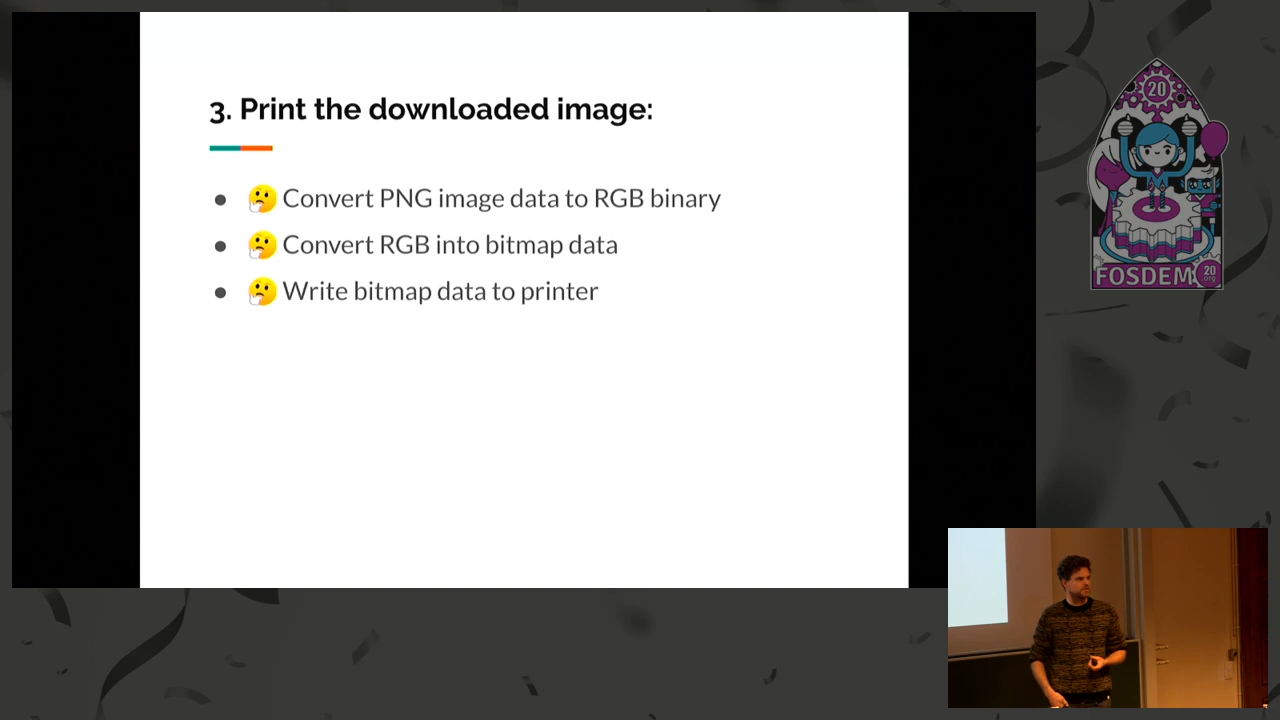 3. Print the downloaded image:
● 🤔 Convert PNG image data to RGB binary
● 🤔 Convert RGB into bitmap data
● 🤔 Write bitmap data to printer
20
FOSDEM
20
org